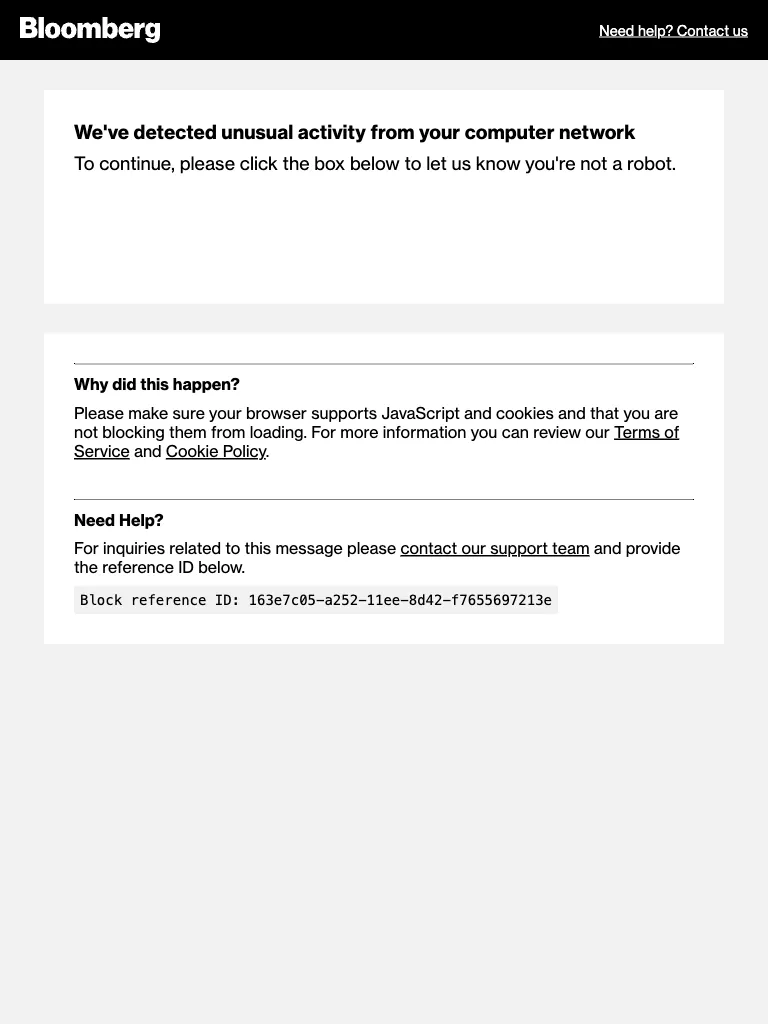 Bloomberg
Need help? Contact us
We've detected unusual activity from your computer network
To continue, please click the box below to let us know you're not a robot.
Why did this happen?
Please make sure your browser supports JavaScript and cookies and that you are
not blocking them from loading. For more information you can review our Terms of
Service and Cookie Policy.
Need Help?
For inquiries related to this message please contact our support team and provide
the reference ID below.
Block reference ID: 163e7c05-a252-11ee-8d42-f7655697213e